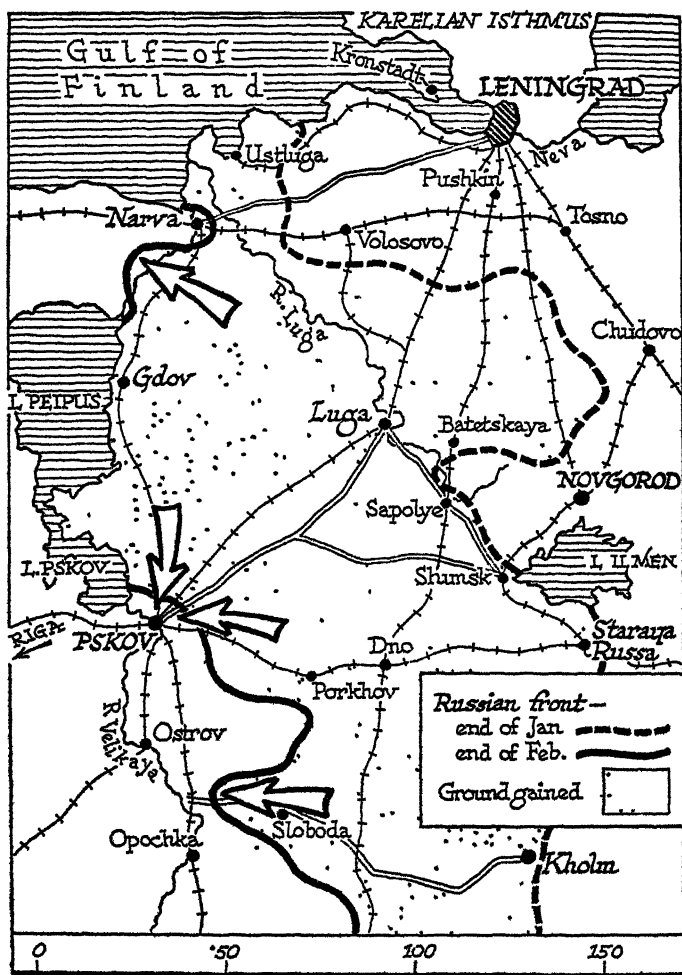 KARELIAN ISTHMUS
Gulf of
Finland
Kronstadt
LENINGRAD
Neva
Ustluga
Pushkin
Narva
Volosovo
Tosno
R. Luga
Chudovo
Gdov
L. PEIPUS
Luga
Batetskaya
NOVGOROD
Sapolye
L. PSKOV
Shimsk
L. ILMEN
RIGA
PSKOV
Dno
Staraya
Russa
Porkhov
R. Velikaye
Ostrov
Sloboda
Opochka
Kholm
Russian front—
end of Jan
end of Feb.
Ground gained
0 50 100 150